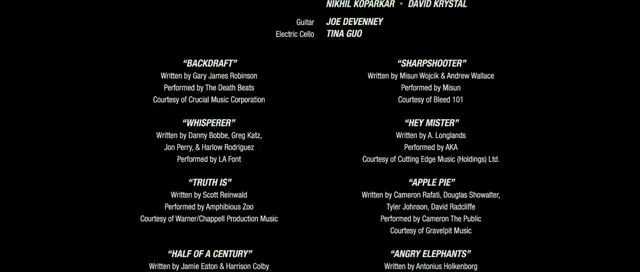 NIKHIL KOPARKAR • DAVID KRYSTAL
Guitar JOE DEVENNEY
Electric Cello TINA GUO
“BACKDRAFT”
Written by Gary James Robinson
Performed by The Death Beats
Courtesy of Crucial Music Corporation
“SHARPSHOOTER”
Written by Misun Wojcik & Andrew Wallace
Performed by Misun
Courtesy of Bleed 101
“WHISPERER”
Written by Danny Bobbe, Greg Katz,
Jon Perry, & Harlow Rodriguez
Performed by LA Font
“HEY MISTER”
Written by A. Longlands
Performed by AKA
Courtesy of Cutting Edge Music (Holdings) Ltd.
“TRUTH IS”
Written by Scott Reinwald
Performed by Amphibious Zoo
Courtesy of Warner/Chappell Production Music
“APPLE PIE”
Written by Cameron Rafati, Douglas Showalter,
Tyler Johnson, David Radcliffe
Performed by Cameron The Public
Courtesy of Gravelpit Music
“HALF OF A CENTURY”
Written by Jamie Eaton & Harrison Colby
“ANGRY ELEPHANTS”
Written by Antonius Holkenborg